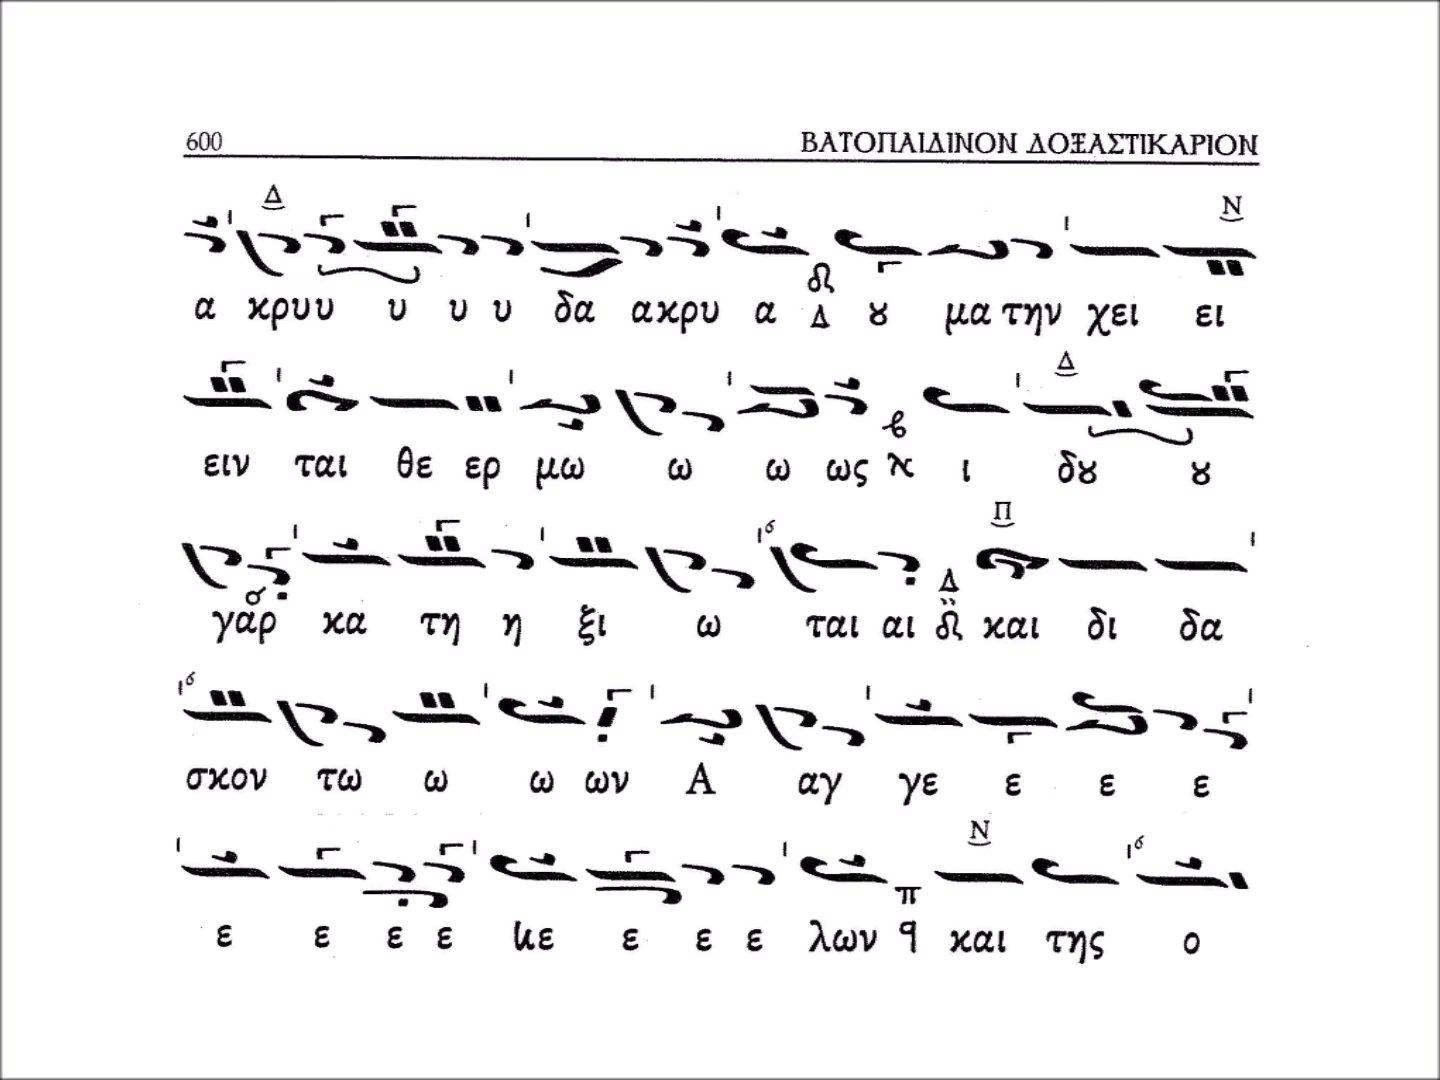 600 ΒΑΤΟΠΑΙΔΙΝΟΝ ΔΟΞΑΣΤΙΚΑΡΙΟΝ
Δ Ν
α κρυυ υ υ υ δα ακρυ α Δ ȣ μα την χει ει
Δ
ειν ται θε ερ μω ω ω ως ι δȣ ȣ
Π
γαρ κα τη η ξι ω ται αι Δ και δι δα
σκον τω ω ω ων Α αγ γε ε ε ε
Ν
ε ε ε ε κε ε ε ε λων π q και της ο